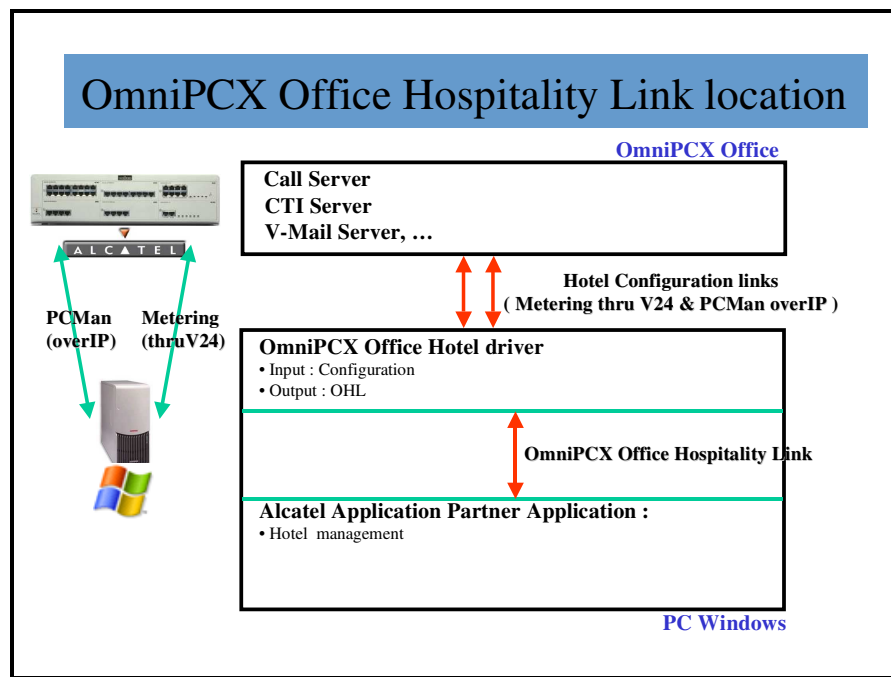 OmniPCX Office Hospitality Link location
OmniPCX Office
Call Server
CTI Server
V-Mail Server, …
ALCATEL
Hotel Configuration links
( Metering thru V24 & PCMan overIP )
PCMan
(overIP)
Metering
(thruV24)
OmniPCX Office Hotel driver
• Input : Configuration
• Output : OHL
OmniPCX Office Hospitality Link
Alcatel Application Partner Application :
• Hotel management
PC Windows